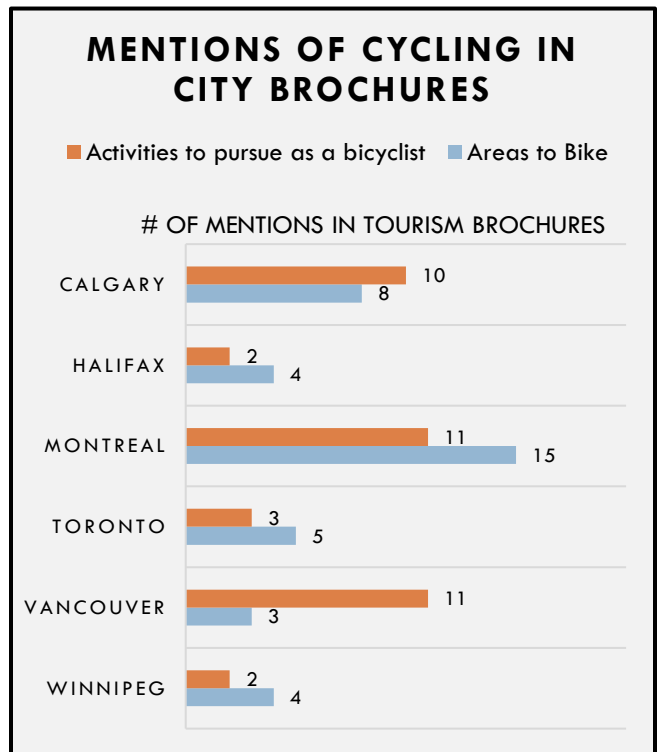 MENTIONS OF CYCLING IN
CITY BROCHURES
Activities to pursue as a bicyclist Areas to Bike
# OF MENTIONS IN TOURISM BROCHURES
CALGARY 10
8
HALIFAX 2
4
MONTREAL 11
15
TORONTO 3
5
VANCOUVER 11
3
WINNIPEG 2
4